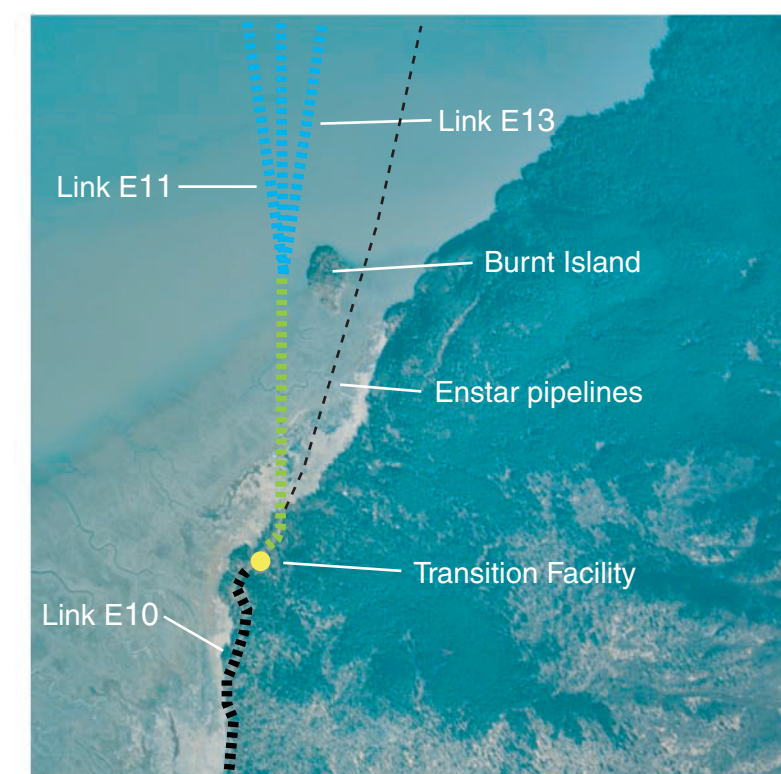 Link E13
Link E11
Burnt Island
Enstar pipelines
Transition Facility
Link E10